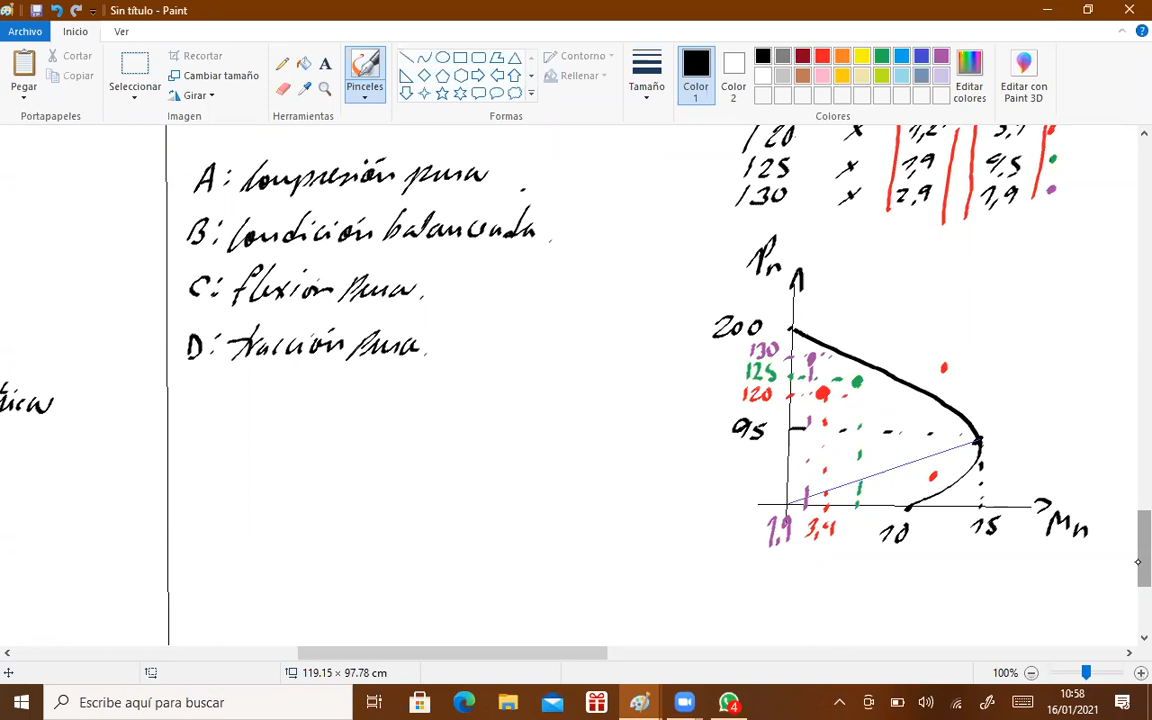 Sin título - Paint
Archivo Inicio Ver
Pegar
Cortar
Copiar
Portapapeles
Seleccionar
Recortar
Cambiar tamaño
Girar
Imagen
Herramientas
Pinceles
Contorno
Rellenar
Formas
Tamaño
Color 1
Color 2
Editar colores
Colores
Editar con Paint 3D
A: Compresión pura
B: Condición balanceada
C: flexión Pura.
D: tracción pura.
120 x
125 x 1,9 4,5
130 x 2,9 1,9
Pn
200
130
125
120
95
1,9 3,4 10 15 Mn
119.15 × 97.78 cm
100%
Escribe aquí para buscar
4
10:58
16/01/2021